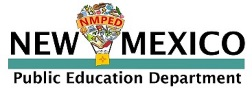 NMPED
NEW MEXICO
Public Education Department